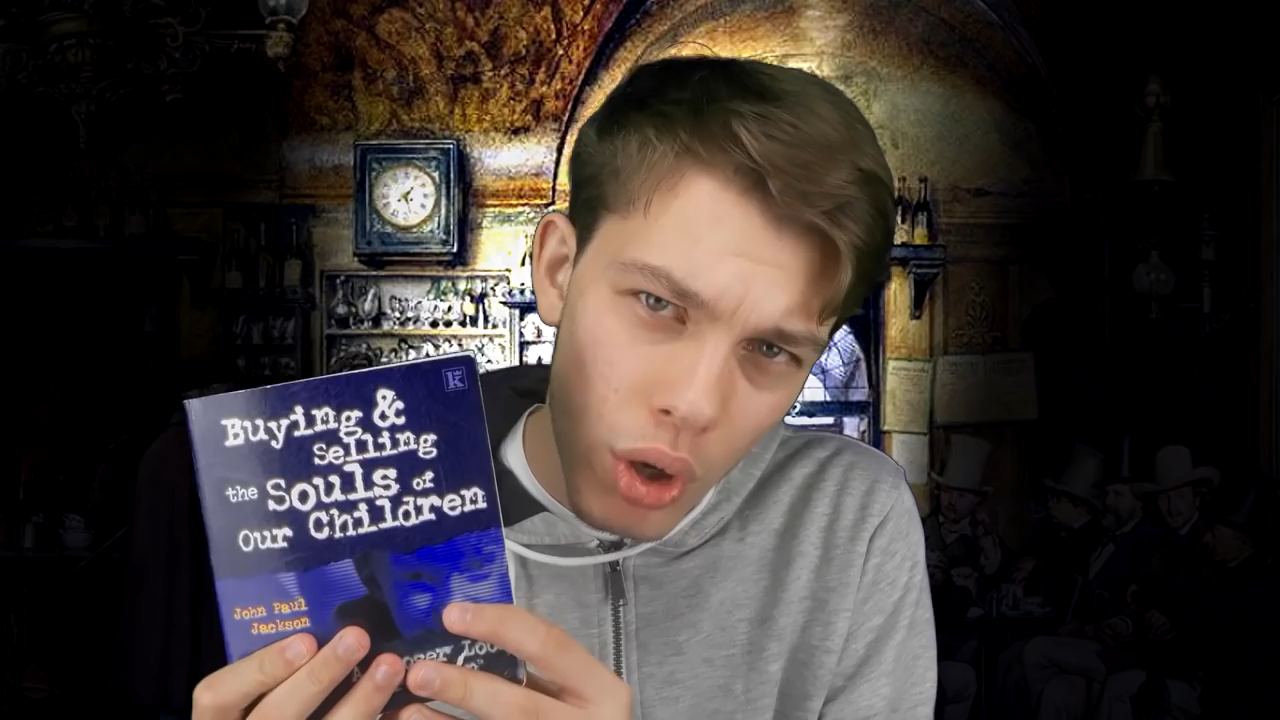 k
Buying &
Selling
the Souls of
Our Children
John Paul
Jackson